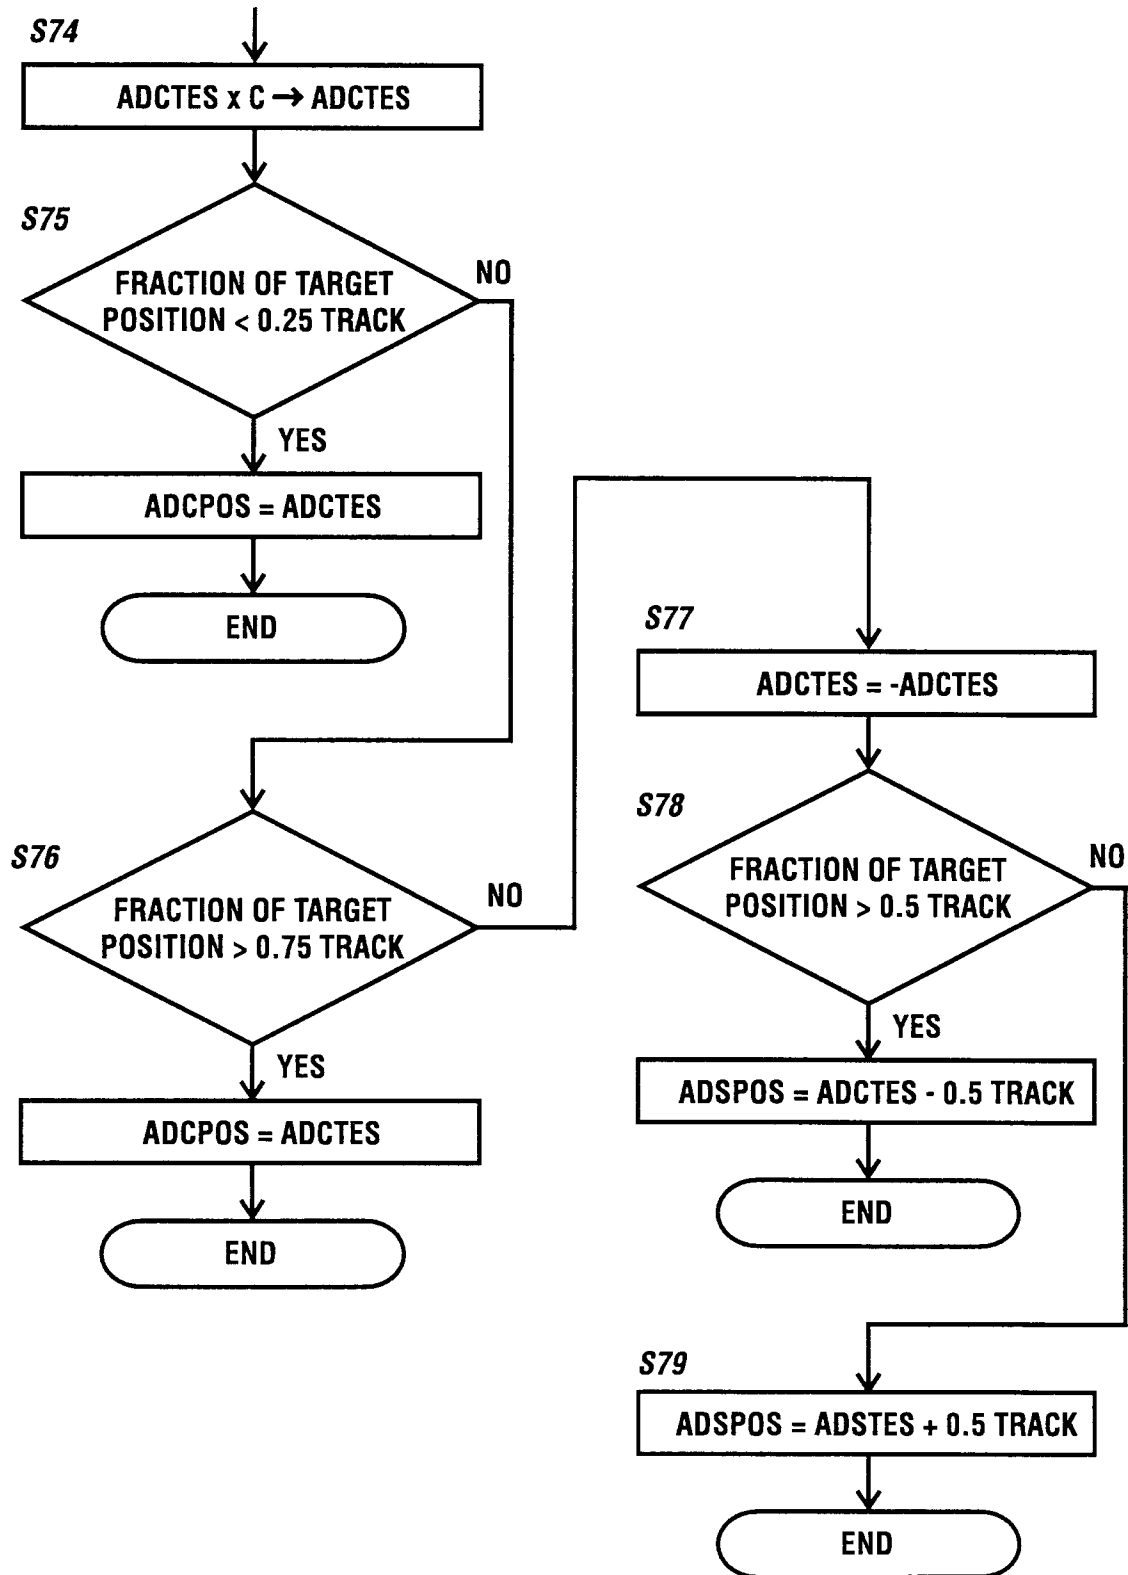 S74
ADCTES x C → ADCTES
S75
FRACTION OF TARGET
POSITION < 0.25 TRACK
NO
YES
ADCPOS = ADCTES
END
S76
FRACTION OF TARGET
POSITION > 0.75 TRACK
NO
YES
ADCPOS = ADCTES
END
S77
ADCTES = -ADCTES
S78
FRACTION OF TARGET
POSITION > 0.5 TRACK
NO
YES
ADSPOS = ADCTES - 0.5 TRACK
END
S79
ADSPOS = ADSTES + 0.5 TRACK
END